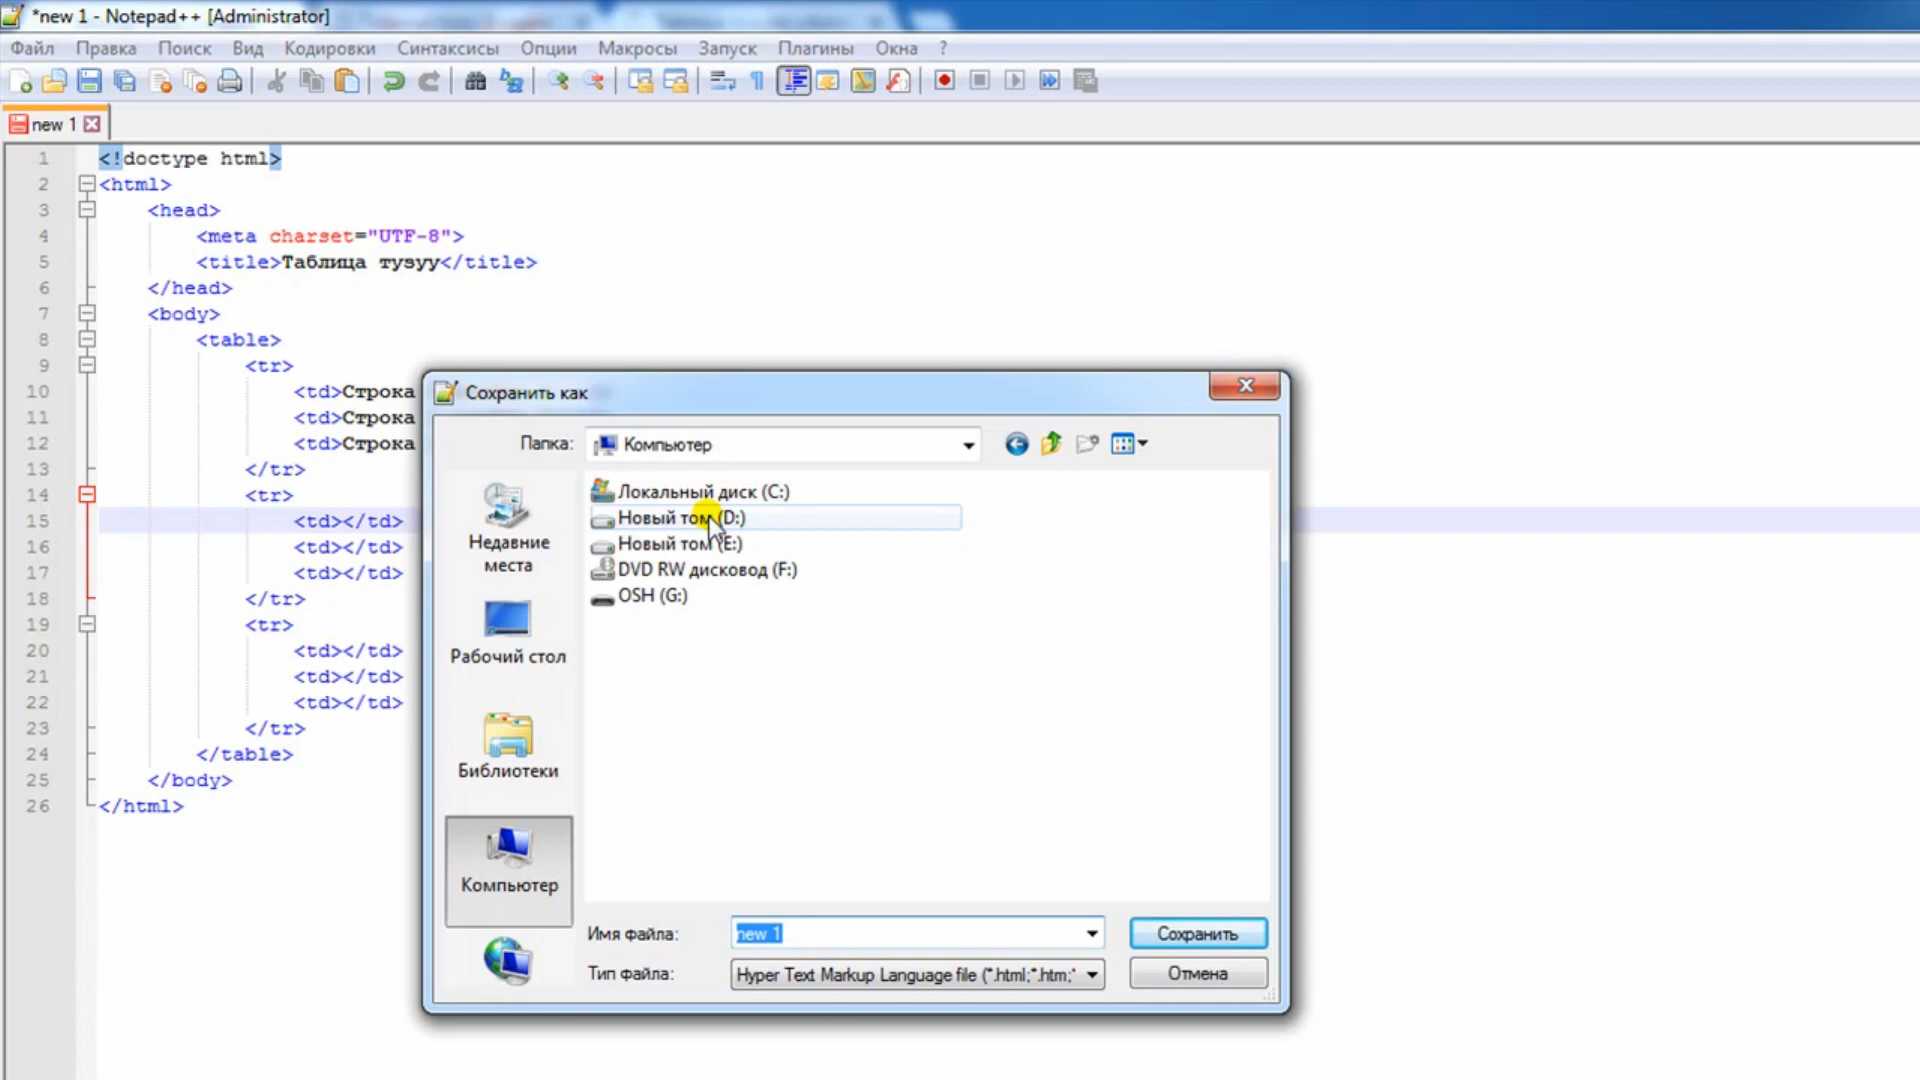 *new 1 - Notepad++ [Administrator]
Файл Правка Поиск Вид Кодировки Синтаксисы Опции Макросы Запуск Плагины Окна ?
new 1
1 <!doctype html>
2 <html>
3 <head>
4 <meta charset="UTF-8">
5 <title>Таблица тузуу</title>
6 </head>
7 <body>
8 <table>
9 <tr>
10 <td>Строка
11 <td>Строка
12 <td>Строка
13 </tr>
14 <tr>
15 <td></td>
16 <td></td>
17 <td></td>
18 </tr>
19 <tr>
20 <td></td>
21 <td></td>
22 <td></td>
23 </tr>
24 </table>
25 </body>
26 </html>
Сохранить как
Папка: Компьютер
Недавние
места
Рабочий стол
Библиотеки
Компьютер
Локальный диск (C:)
Новый том (D:)
Новый том (E:)
DVD RW дисковод (F:)
OSH (G:)
Имя файла: new 1 Сохранить
Тип файла: Hyper Text Markup Language file (*.html;*.htm;* Отмена